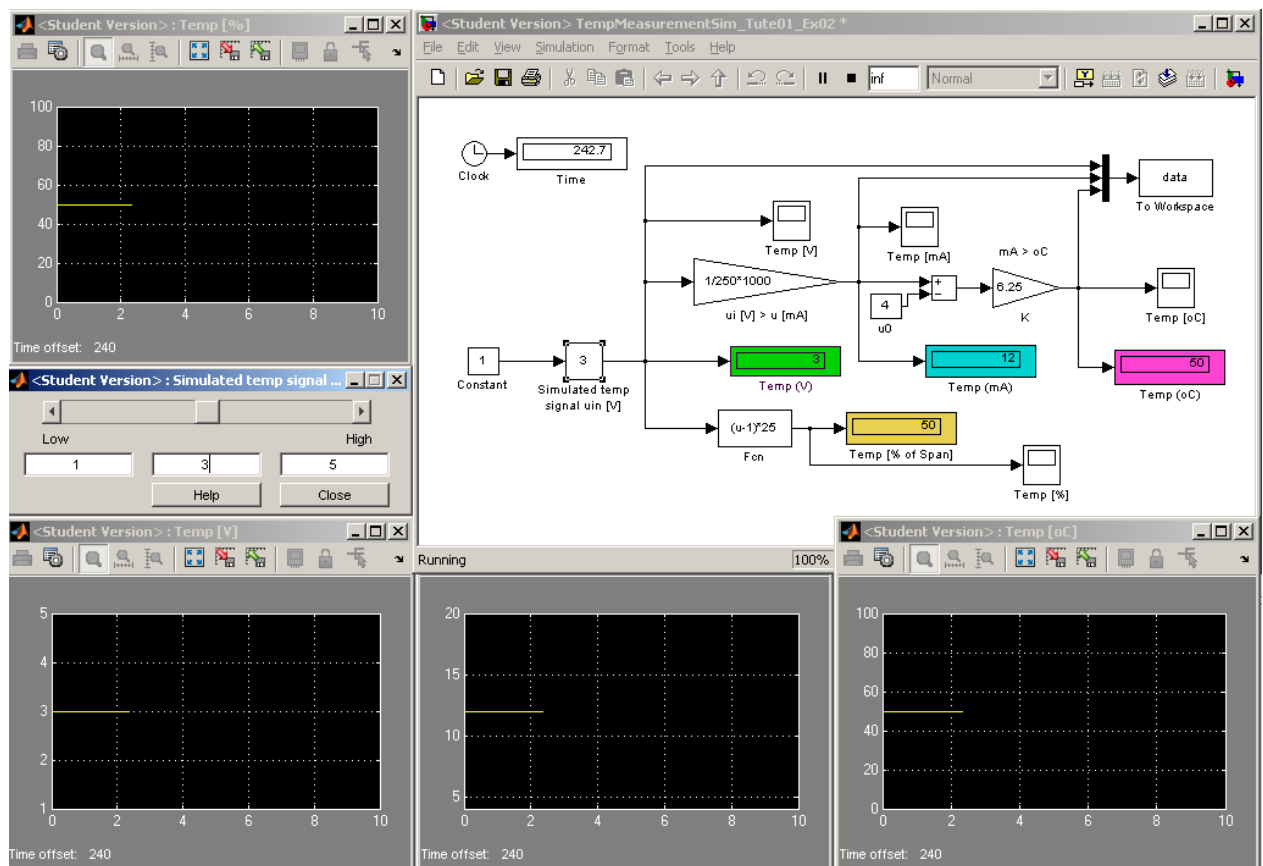 <Student Version> : Temp [%]
100
80
60
40
20
0
0 2 4 6 8 10
Time offset: 240
<Student Version> : Simulated temp signal ...
Low High
1 3 5
Help Close
<Student Version> TempMeasurementSim_Tute01_Ex02 *
File Edit View Simulation Format Tools Help
inf Normal
Clock
242.7
Time
data
To Workspace
Temp [V]
Temp [mA]
mA > oC
1/250*1000
ui [V] > u [mA]
+
−
4
u0
6.25
K
Temp [oC]
1
Constant
3
Simulated temp
signal uin [V]
3
Temp (V)
12
Temp (mA)
50
Temp (oC)
(u-1)*25
Fcn
50
Temp [% of Span]
Temp [%]
Running 100%
<Student Version> : Temp [V]
5
4
3
2
1
0 2 4 6 8 10
Time offset: 240
20
15
10
5
0 2 4 6 8 10
Time offset: 240
<Student Version> : Temp [oC]
100
80
60
40
20
0
0 2 4 6 8 10
Time offset: 240